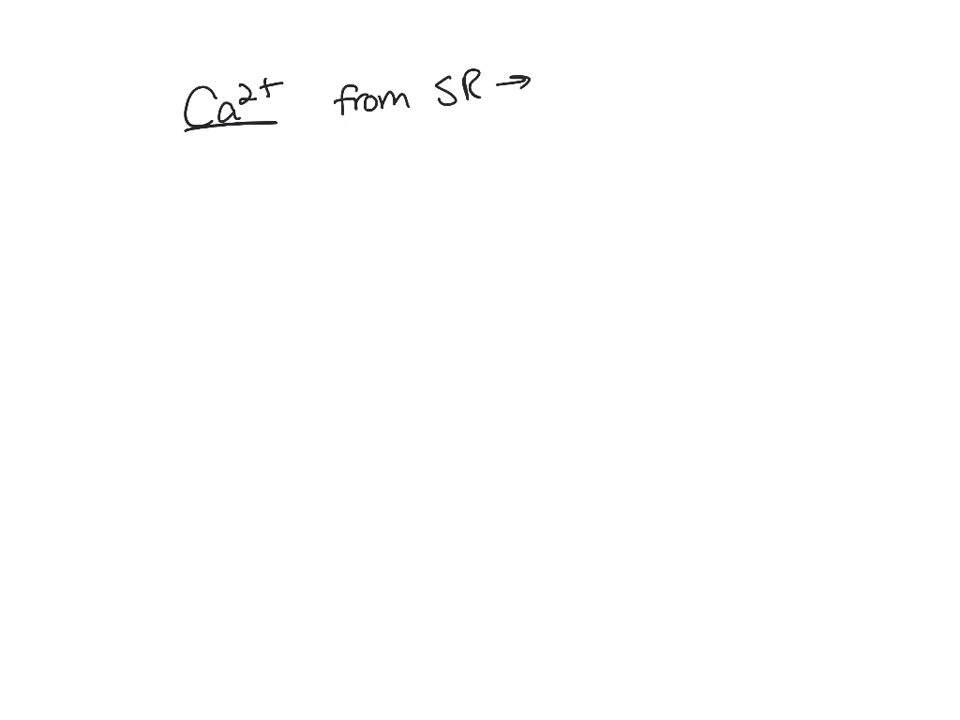 Ca²⁺ from SR →